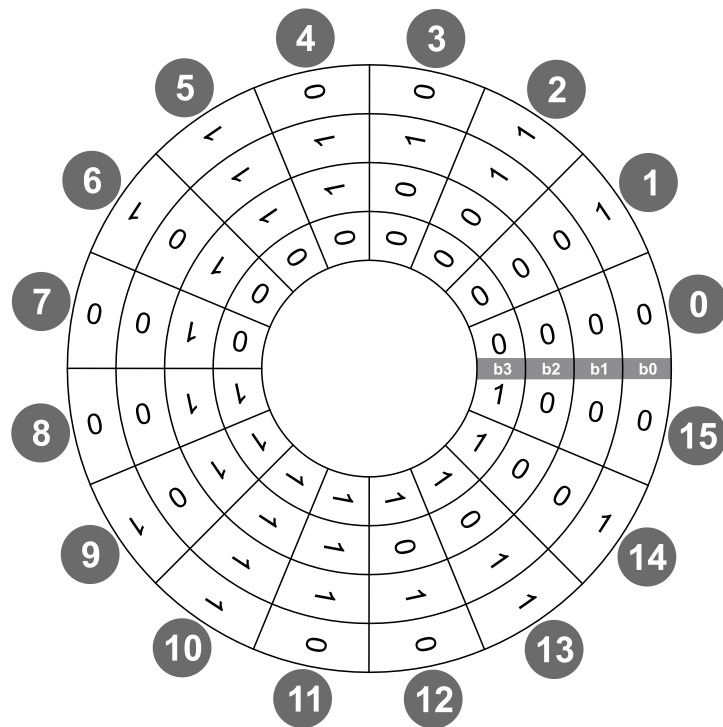 b3 b2 b1 b0
0 0 0 0 0
0 0 0 1 1
0 0 1 1 2
0 0 1 0 3
0 1 1 0 4
0 1 1 1 5
0 1 0 1 6
0 1 0 0 7
1 1 0 0 8
1 1 0 1 9
1 1 1 1 10
1 1 1 0 11
1 0 1 0 12
1 0 1 1 13
1 0 0 1 14
1 0 0 0 15